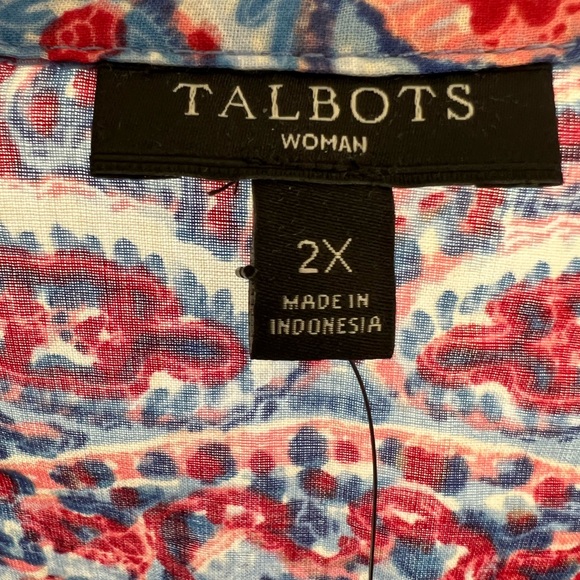 TALBOTS
WOMAN
2X
MADE IN
INDONESIA